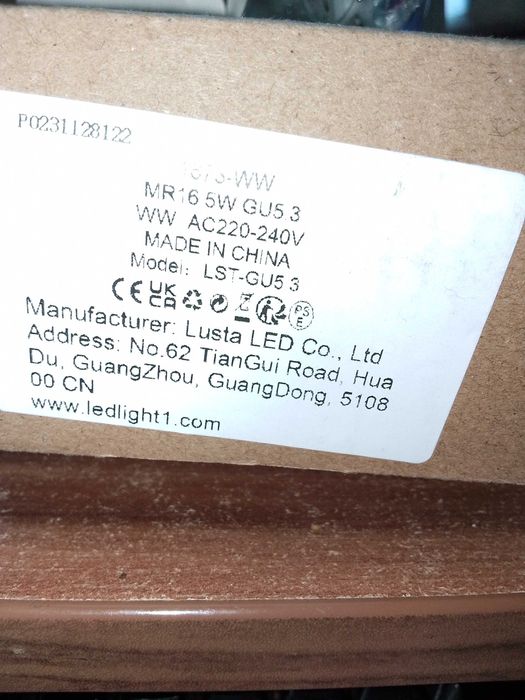 P0231128122
MR16 5W GU5.3
WW AC220-240V
MADE IN CHINA
Model: LST-GU5.3
CE UK CA PS E
Manufacturer: Lusta LED Co., Ltd
Address: No.62 TianGui Road, Hua
Du, GuangZhou, GuangDong, 5108
00 CN
www.ledlight1.com